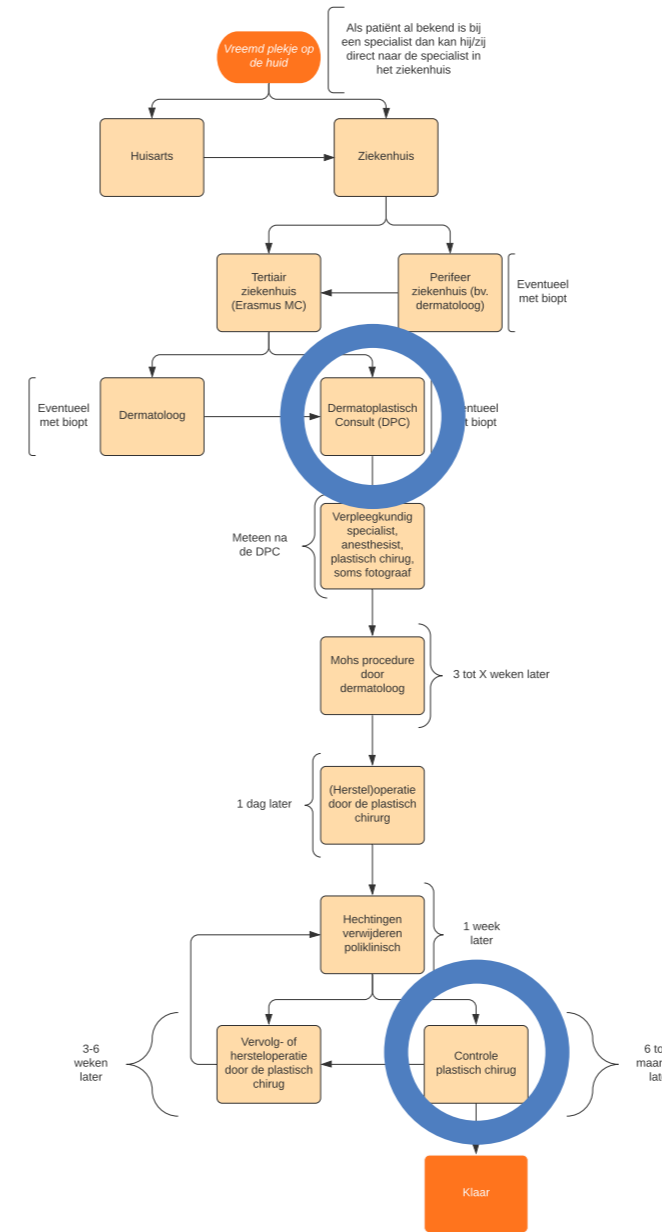 Vreemd plekje op
de huid
Als patiënt al bekend is bij
een specialist dan kan hij/zij
direct naar de specialist in
het ziekenhuis
Huisarts
Ziekenhuis
Tertiair
ziekenhuis
(Erasmus MC)
Perifeer
ziekenhuis (bv.
dermatoloog)
Eventueel
met biopt
Eventueel
met biopt
Dermatoloog
Dermatoplastisch
Consult (DPC)
biopt
Meteen na
de DPC
Verpleegkundig
specialist,
anesthesist,
plastisch chirug,
soms fotograaf
Mohs procedure
door
dermatoloog
3 tot X weken later
1 dag later
(Herstel)operatie
door de plastisch
chirurg
Hechtingen
verwijderen
poliklinisch
1 week
later
3-6
weken
later
Vervolg- of
hersteloperatie
door de plastisch
chirug
Controle
plastisch chirug
6
Klaar